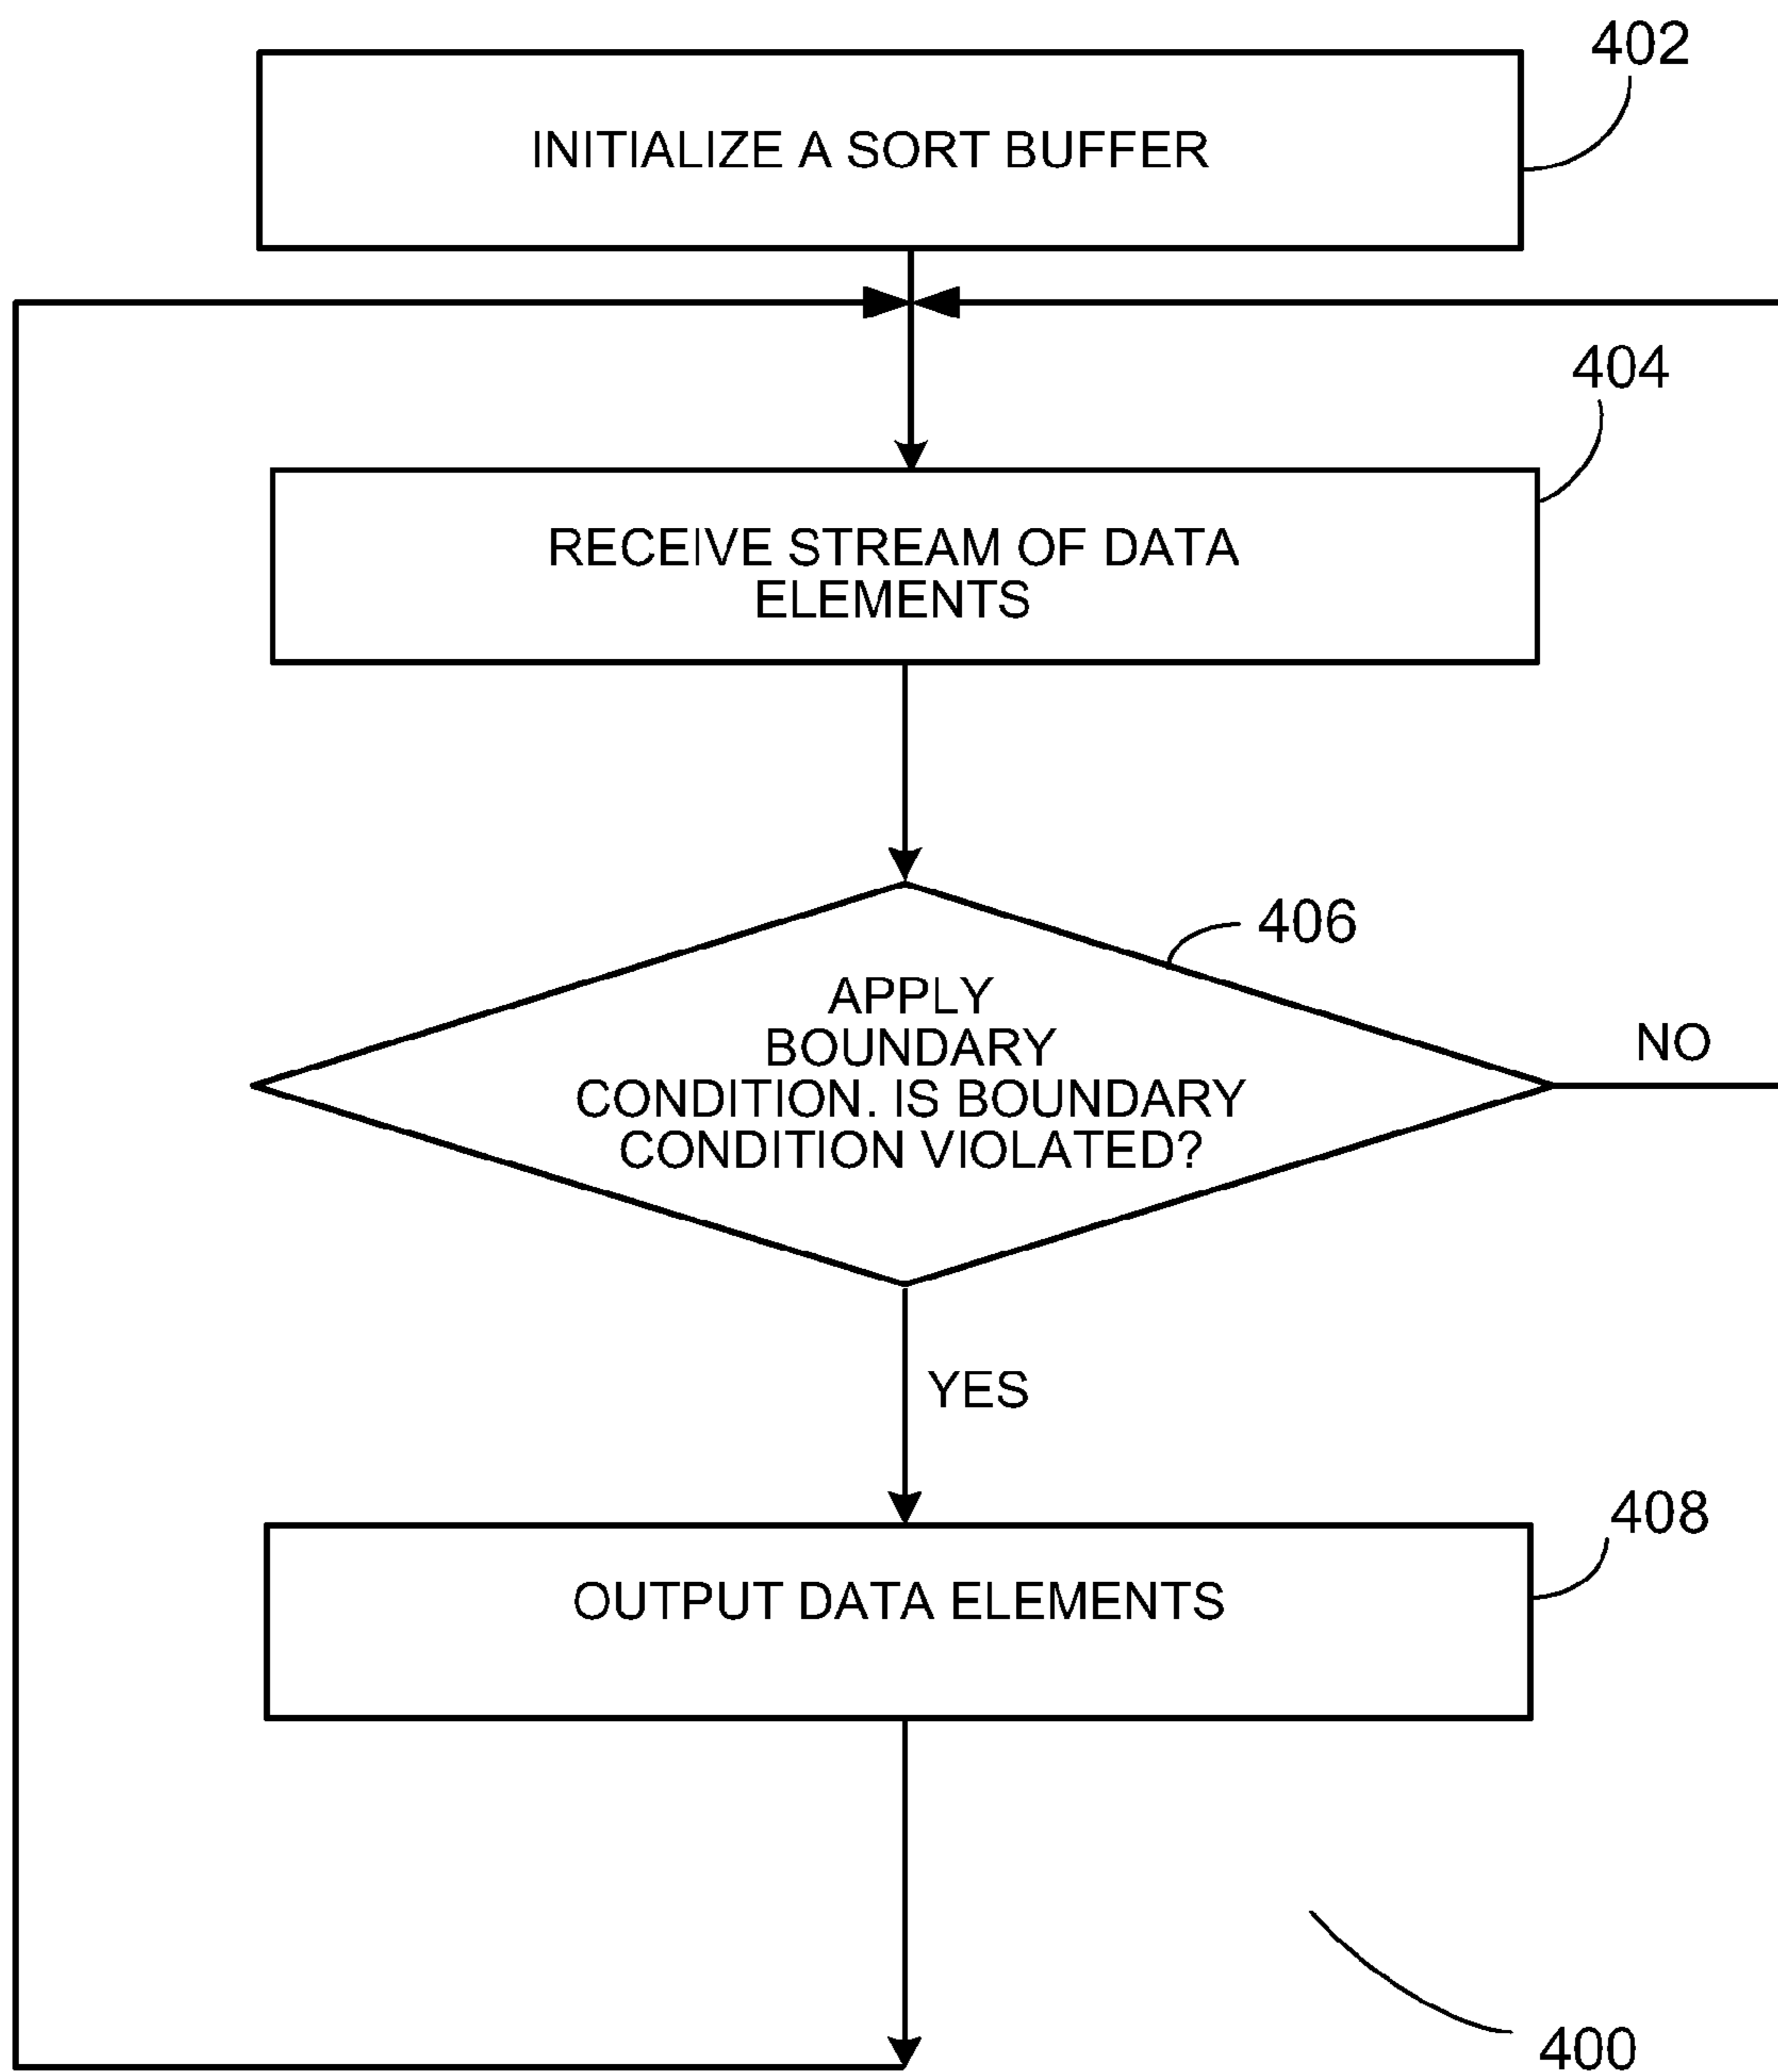 402
INITIALIZE A SORT BUFFER
404
RECEIVE STREAM OF DATA
ELEMENTS
406
APPLY
BOUNDARY
CONDITION. IS BOUNDARY
CONDITION VIOLATED?
NO
YES
408
OUTPUT DATA ELEMENTS
400